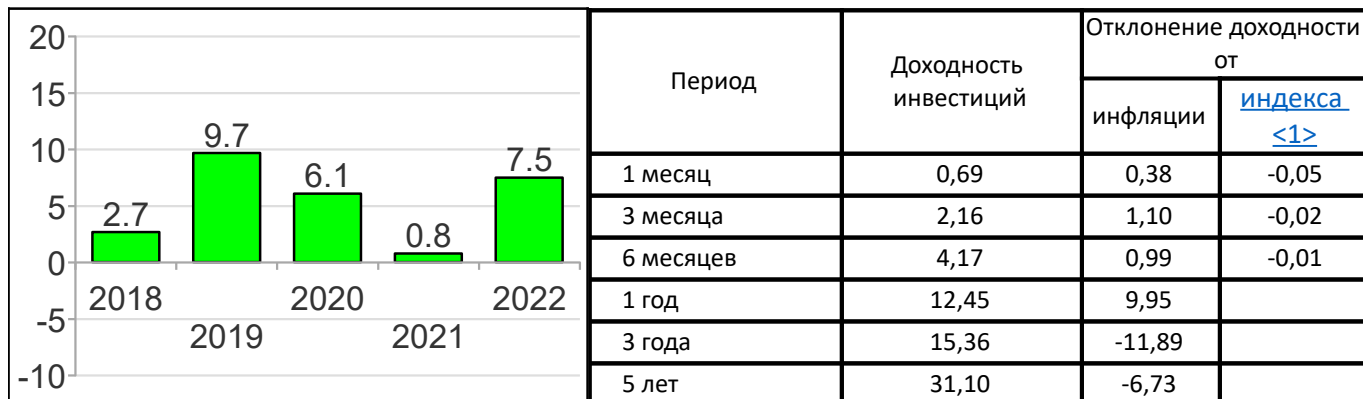 20
15
10
5
0
-5
-10
2.7
9.7
6.1
0.8
7.5
2018
2019
2020
2021
2022
Период
Доходность
инвестиций
Отклонение доходности
от
инфляции
индекса
<1>
1 месяц 0,69 0,38 -0,05
3 месяца 2,16 1,10 -0,02
6 месяцев 4,17 0,99 -0,01
1 год 12,45 9,95
3 года 15,36 -11,89
5 лет 31,10 -6,73